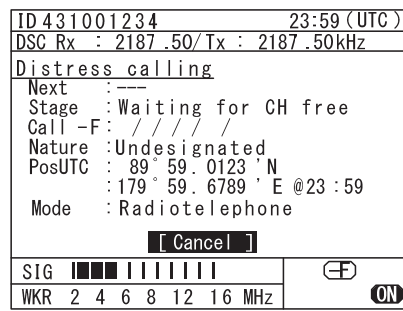 ID431001234 23:59(UTC)
DSC Rx : 2187.50/Tx : 2187.50kHz
Distress calling
Next :---
Stage :Waiting for CH free
Call -F: / / / / /
Nature :Undesignated
PosUTC : 89°59.0123'N
:179°59.6789'E @23:59
Mode :Radiotelephone
[ Cancel ]
SIG F
WKR 2 4 6 8 12 16 MHz ON